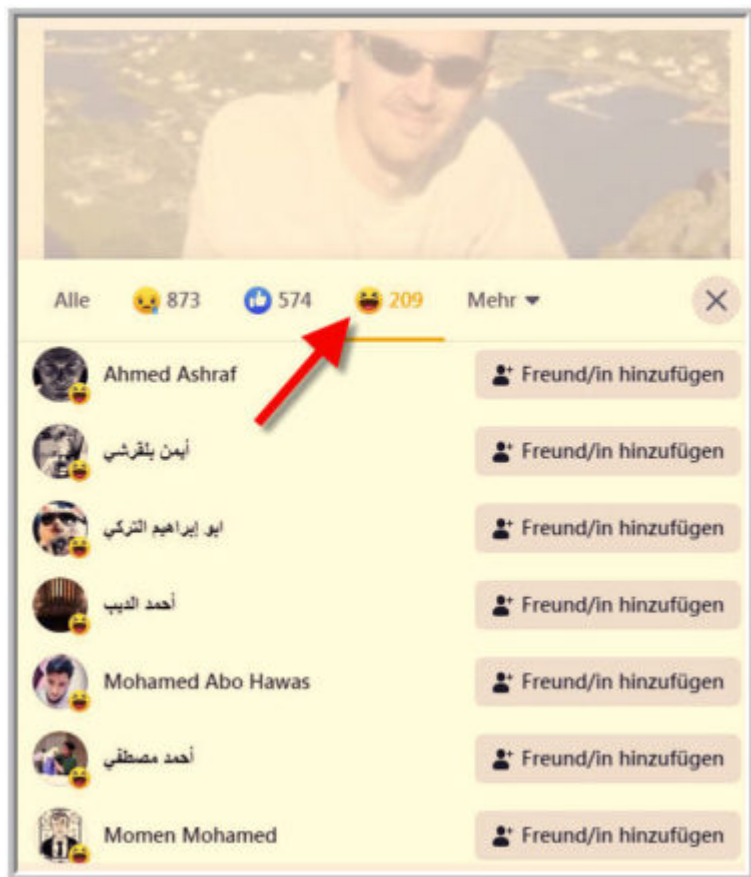 Alle 873 574 209 Mehr
Ahmed Ashraf Freund/in hinzufügen
أيمن بلقرشي Freund/in hinzufügen
ابو إبراهيم التركي Freund/in hinzufügen
أحمد الديب Freund/in hinzufügen
Mohamed Abo Hawas Freund/in hinzufügen
أحمد مصطفي Freund/in hinzufügen
Momen Mohamed Freund/in hinzufügen